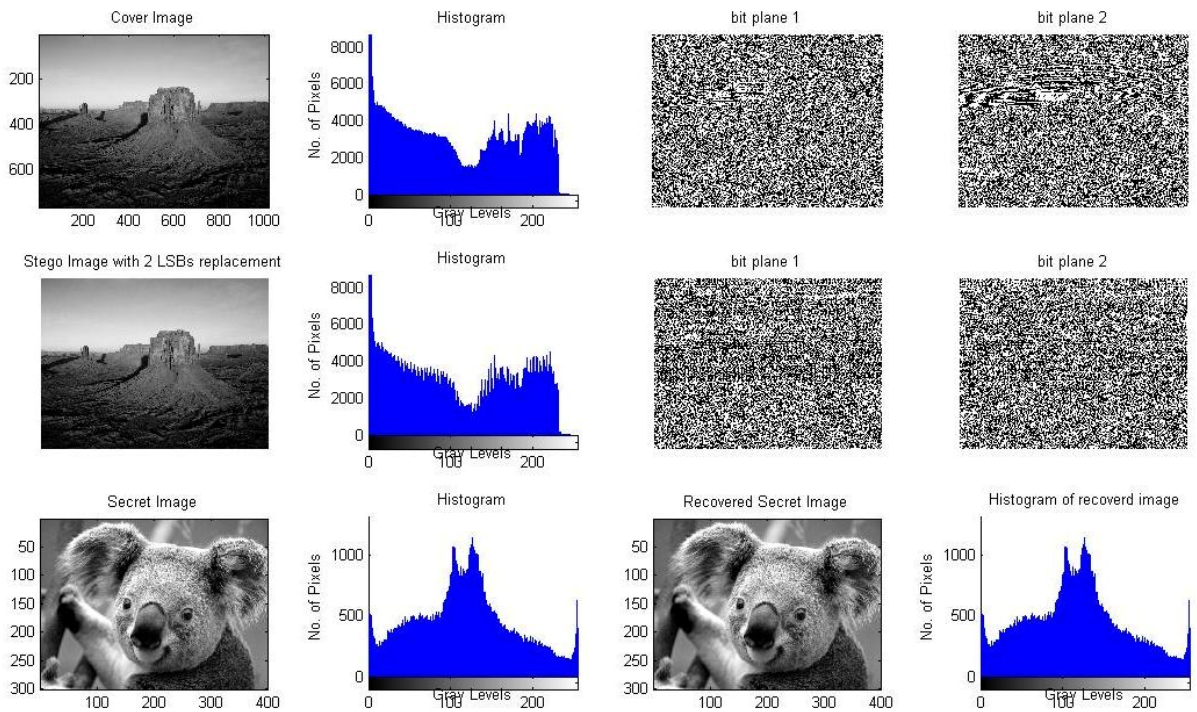 Cover Image
200
400
600
200 400 600 800 1000
Histogram
No. of Pixels
8000
6000
4000
2000
0
0 100 200
Gray Levels
bit plane 1
bit plane 2
Stego Image with 2 LSBs replacement
Histogram
No. of Pixels
8000
6000
4000
2000
0
0 100 200
Gray Levels
bit plane 1
bit plane 2
Secret Image
50
100
150
200
250
300
100 200 300 400
Histogram
No. of Pixels
1000
500
0
0 100 200
Gray Levels
Recovered Secret Image
50
100
150
200
250
300
100 200 300 400
Histogram of recoverd image
No. of Pixels
1000
500
0
0 100 200
Gray Levels